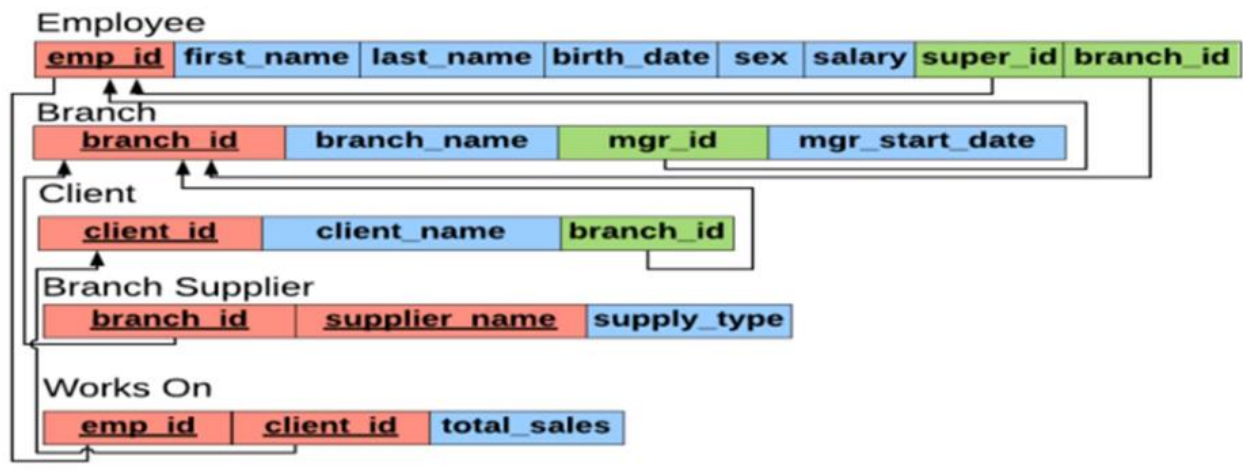 Employee
emp_id first_name last_name birth_date sex salary super_id branch_id
Branch
branch_id branch_name mgr_id mgr_start_date
Client
client_id client_name branch_id
Branch Supplier
branch_id supplier_name supply_type
Works On
emp_id client_id total_sales